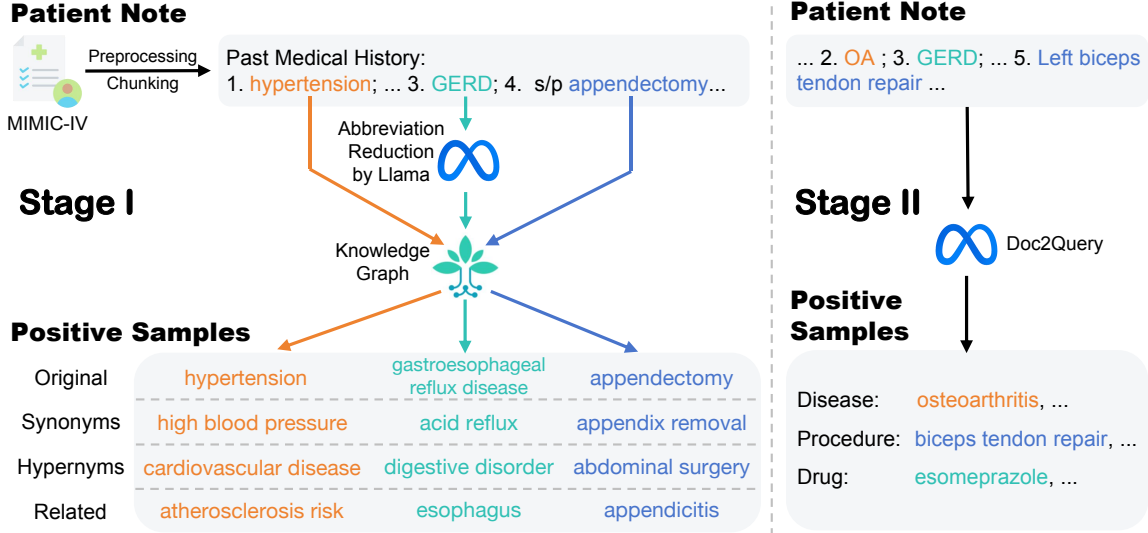 Patient Note
MIMIC-IV
Preprocessing
Chunking
Past Medical History:
1. hypertension; ... 3. GERD; 4. s/p appendectomy...
Abbreviation
Reduction
by Llama
Stage I
Knowledge
Graph
Positive Samples
Original hypertension gastroesophageal reflux disease appendectomy
Synonyms high blood pressure acid reflux appendix removal
Hypernyms cardiovascular disease digestive disorder abdominal surgery
Related atherosclerosis risk esophagus appendicitis
Patient Note
... 2. OA ; 3. GERD; ... 5. Left biceps
tendon repair ...
Stage II
Doc2Query
Positive
Samples
Disease: osteoarthritis, ...
Procedure: biceps tendon repair, ...
Drug: esomeprazole, ...